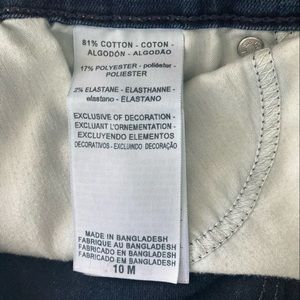 81% COTTON - COTON -
ALGODÓN - ALGODÃO
17% POLYESTER - poliéster -
POLIESTER
2% ELASTANE - ELASTHANNE -
elastano - ELASTANO
EXCLUSIVE OF DECORATION -
EXCLUANT L'ORNEMENTATION -
EXCLUYENDO ELEMENTOS
DECORATIVOS - EXCLUINDO DECORAÇÃO
MADE IN BANGLADESH
FABRIQUE AU BANGLADESH
FABRICADO EN BANGLADESH
FABRICADO EM BANGLADESH
10 M